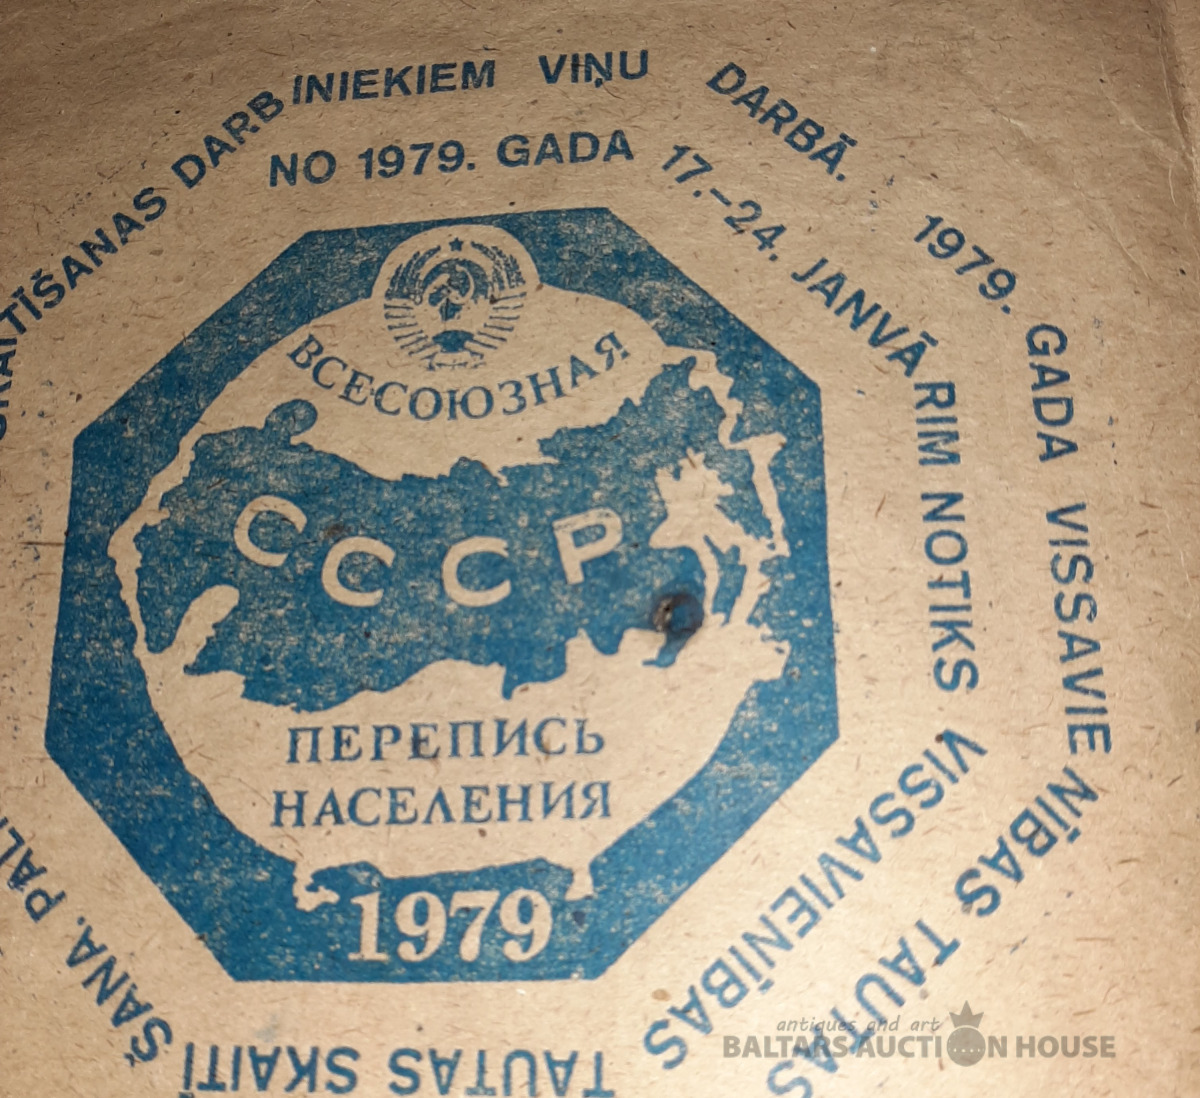 SKAITĪŠANAS DARBINIEKIEM VIŅU DARBĀ. 1979. GADA VISSAVIENĪBAS TAUTAS
NO 1979. GADA 17.–24. JANVĀRIM NOTIKS VISSAVIENĪBAS TAUTAS SKAITĪŠANA.
ВСЕСОЮЗНАЯ
СССР
ПЕРЕПИСЬ
НАСЕЛЕНИЯ
1979
antiques and art
BALTARS AUCTION HOUSE